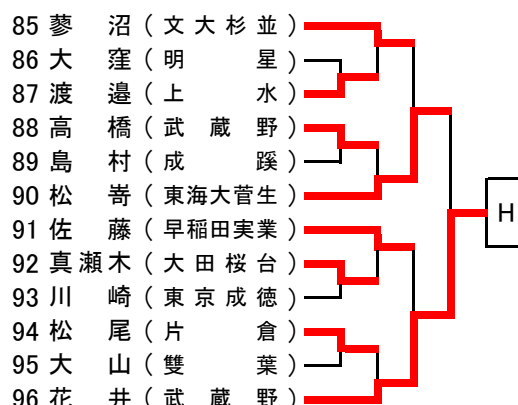 85 蓼沼(文大杉並)
86 大窪(明星)
87 渡邉(上水)
88 高橋(武蔵野)
89 島村(成蹊)
90 松嵜(東海大菅生)
91 佐藤(早稲田実業)
92 真瀬木(大田桜台)
93 川崎(東京成徳)
94 松尾(片倉)
95 大山(雙葉)
96 花井(武蔵野)
H